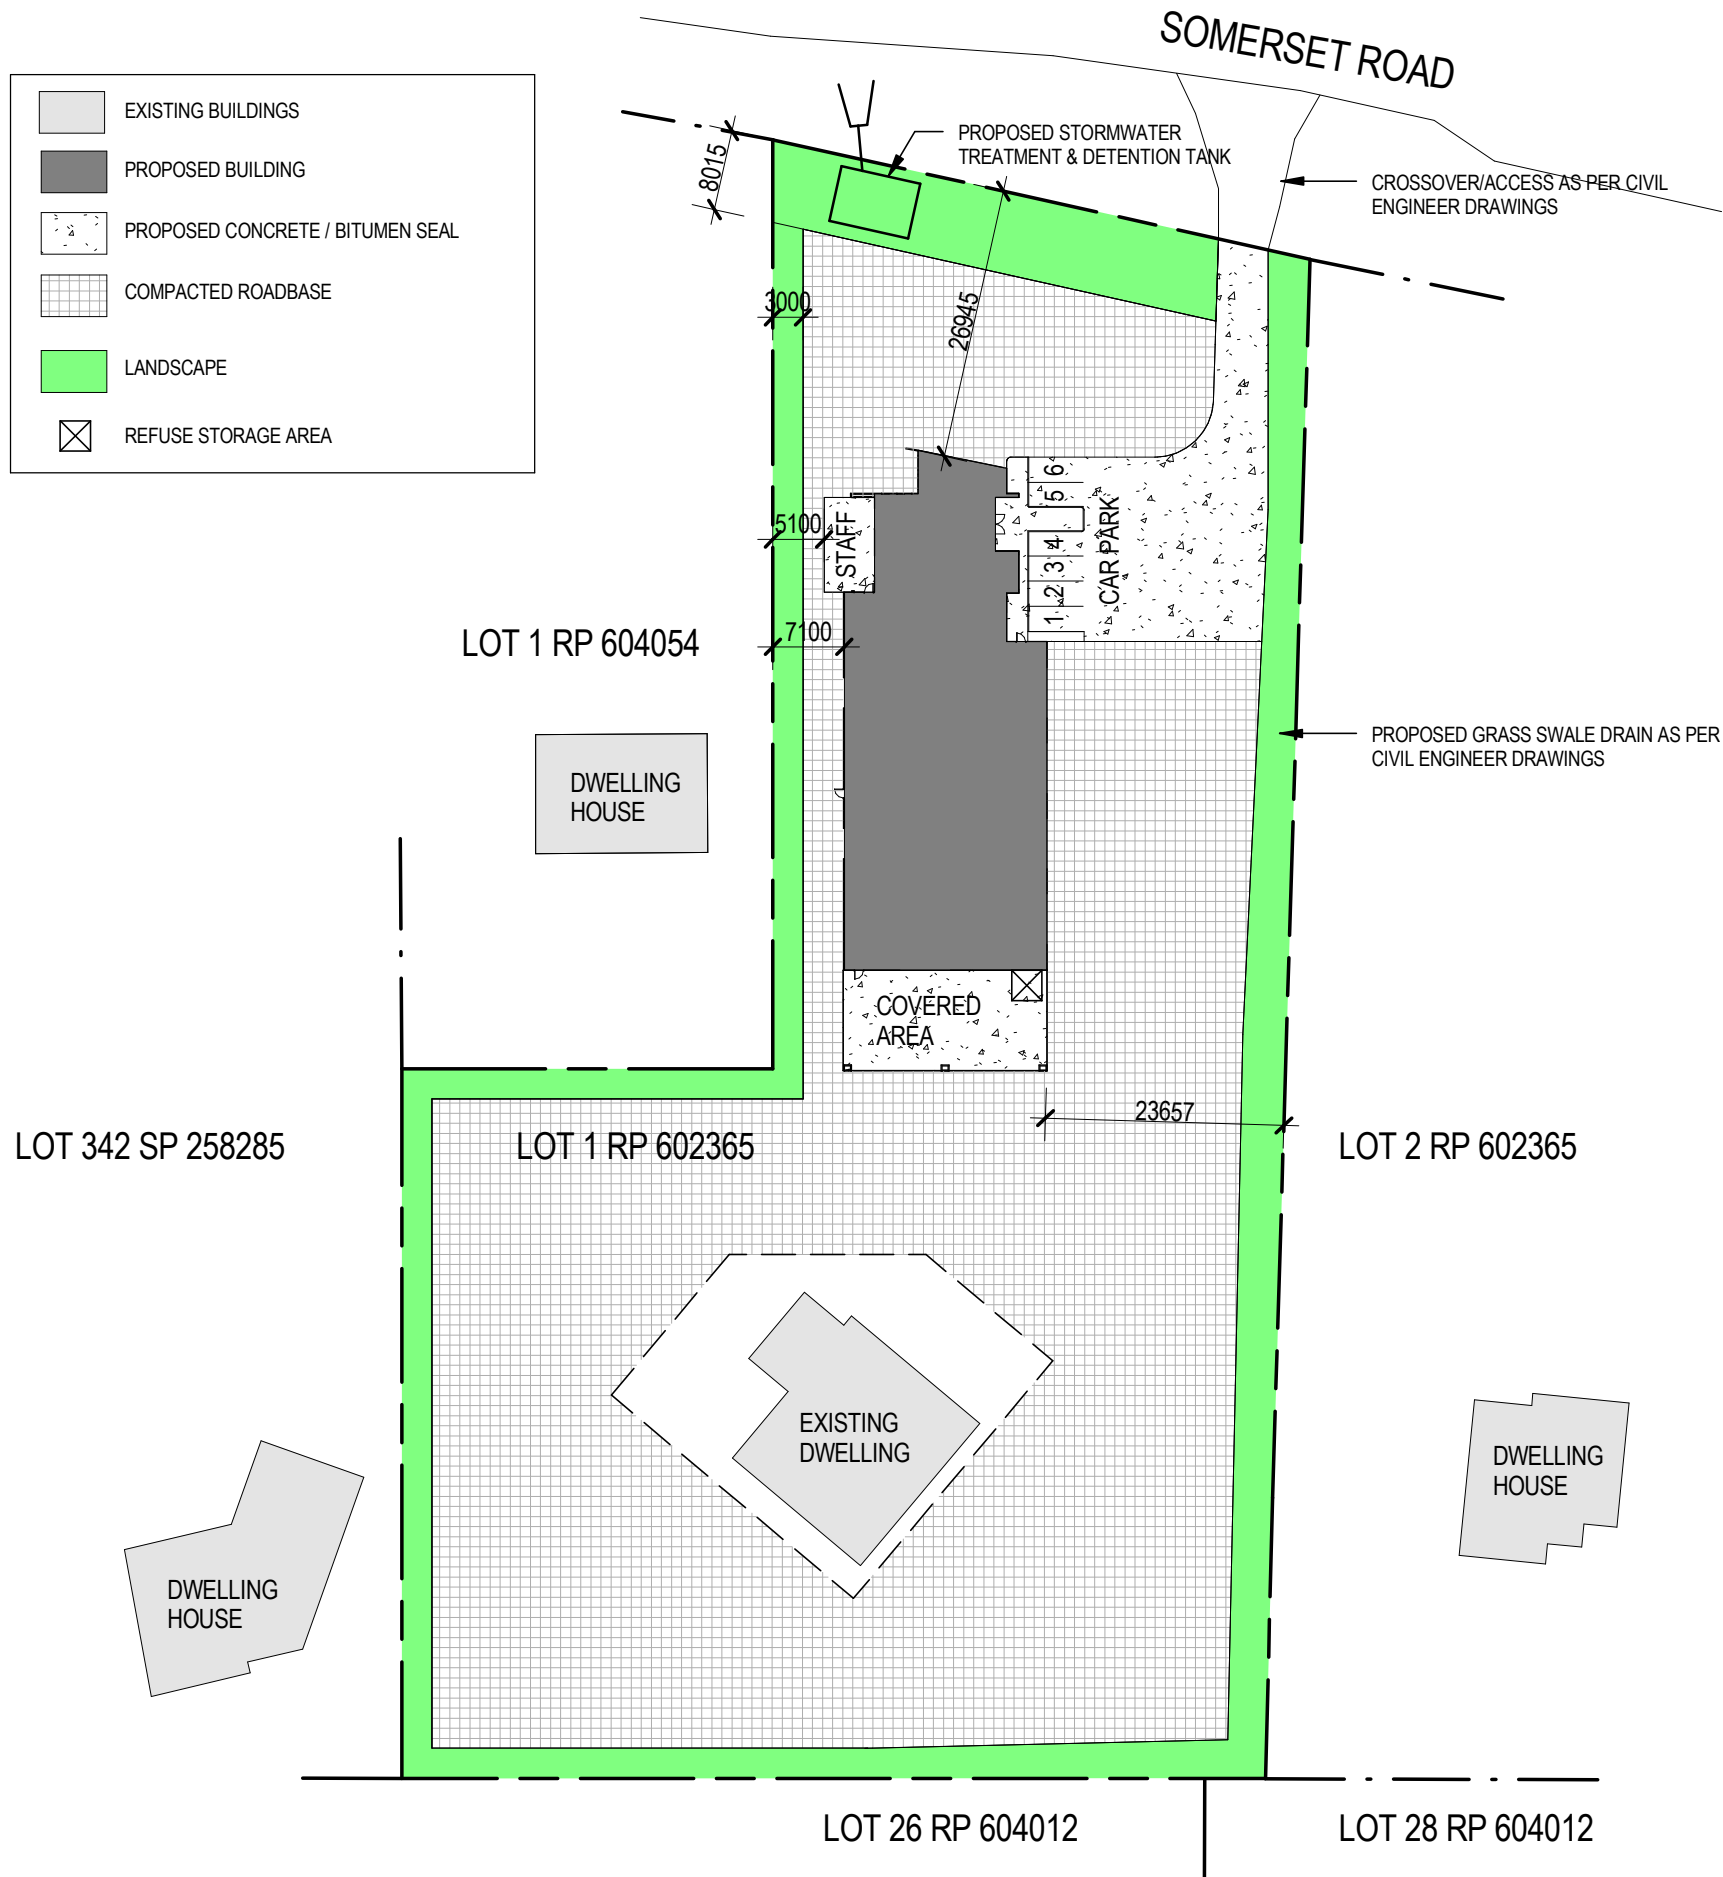 SOMERSET ROAD
EXISTING BUILDINGS
PROPOSED BUILDING
PROPOSED CONCRETE / BITUMEN SEAL
COMPACTED ROADBASE
LANDSCAPE
REFUSE STORAGE AREA
8015
PROPOSED STORMWATER
TREATMENT & DETENTION TANK
CROSSOVER/ACCESS AS PER CIVIL
ENGINEER DRAWINGS
3000
26945
5100
STAFF
6
5
4
3
2
1
CAR PARK
7100
LOT 1 RP 604054
PROPOSED GRASS SWALE DRAIN AS PER
CIVIL ENGINEER DRAWINGS
DWELLING
HOUSE
COVERED
AREA
23657
LOT 342 SP 258285
LOT 1 RP 602365
LOT 2 RP 602365
EXISTING
DWELLING
DWELLING
HOUSE
DWELLING
HOUSE
LOT 26 RP 604012
LOT 28 RP 604012